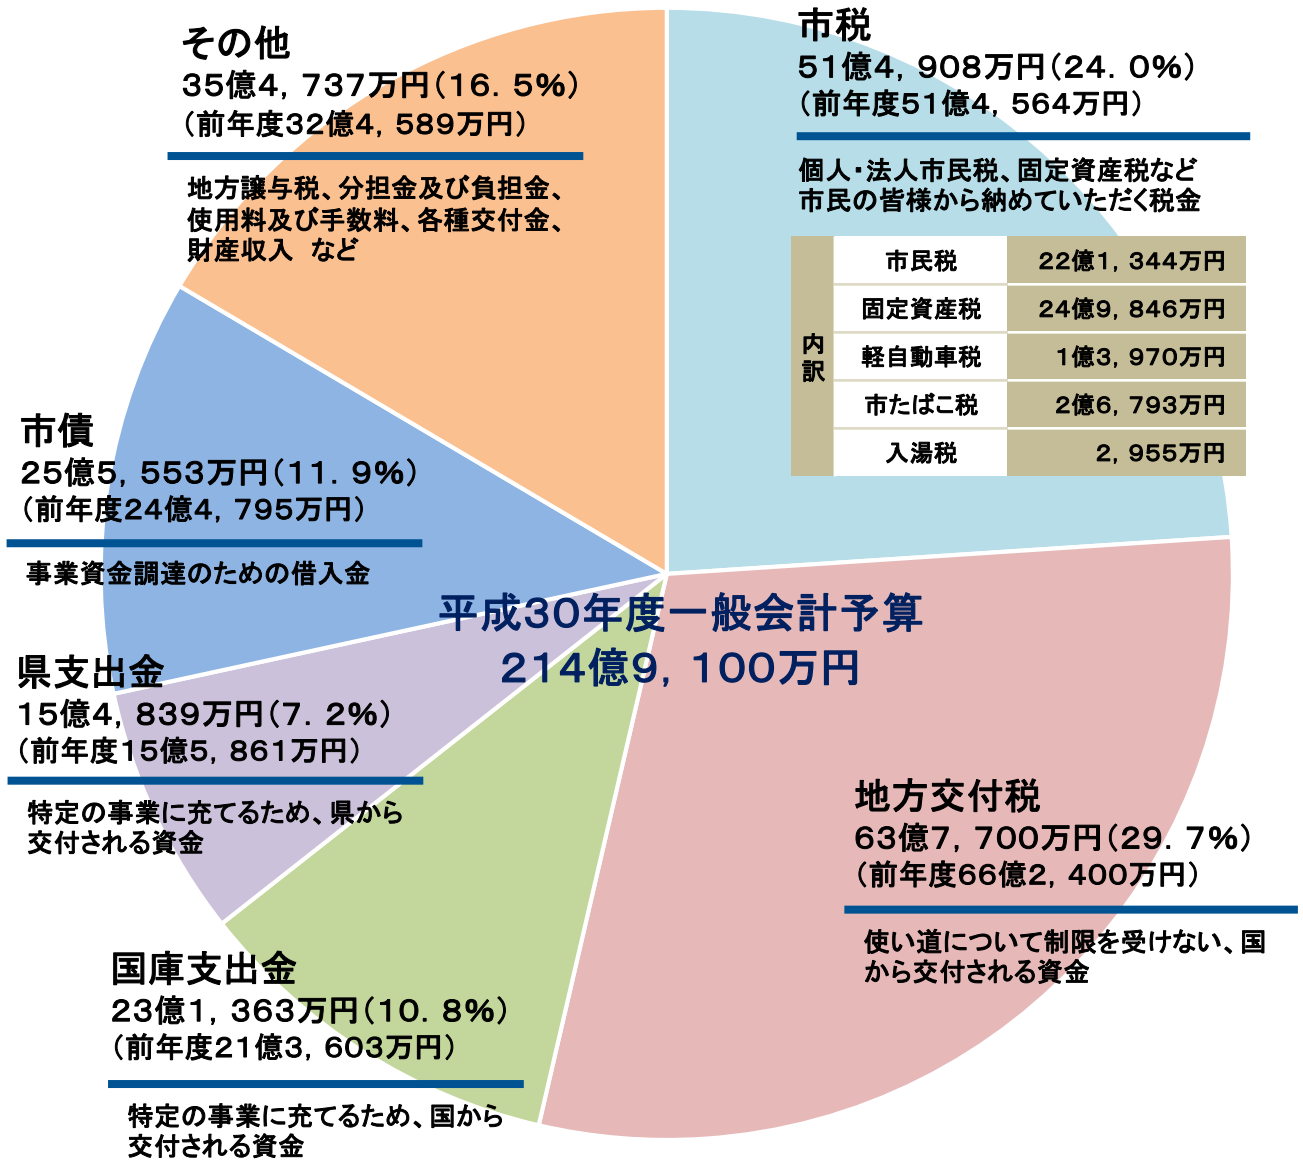 その他
35億4，737万円（16．5％）
（前年度32億4，589万円）
地方譲与税、分担金及び負担金、
使用料及び手数料、各種交付金、
財産収入　など
市税
51億4，908万円（24．0％）
（前年度51億4，564万円）
個人・法人市民税、固定資産税など
市民の皆様から納めていただく税金
内訳
市民税　22億1，344万円
固定資産税　24億9，846万円
軽自動車税　1億3，970万円
市たばこ税　2億6，793万円
入湯税　2，955万円
市債
25億5，553万円（11．9％）
（前年度24億4，795万円）
事業資金調達のための借入金
平成30年度一般会計予算
214億9，100万円
県支出金
15億4，839万円（7．2％）
（前年度15億5，861万円）
特定の事業に充てるため、県から
交付される資金
地方交付税
63億7，700万円（29．7％）
（前年度66億2，400万円）
使い道について制限を受けない、国
から交付される資金
国庫支出金
23億1，363万円（10．8％）
（前年度21億3，603万円）
特定の事業に充てるため、国から
交付される資金